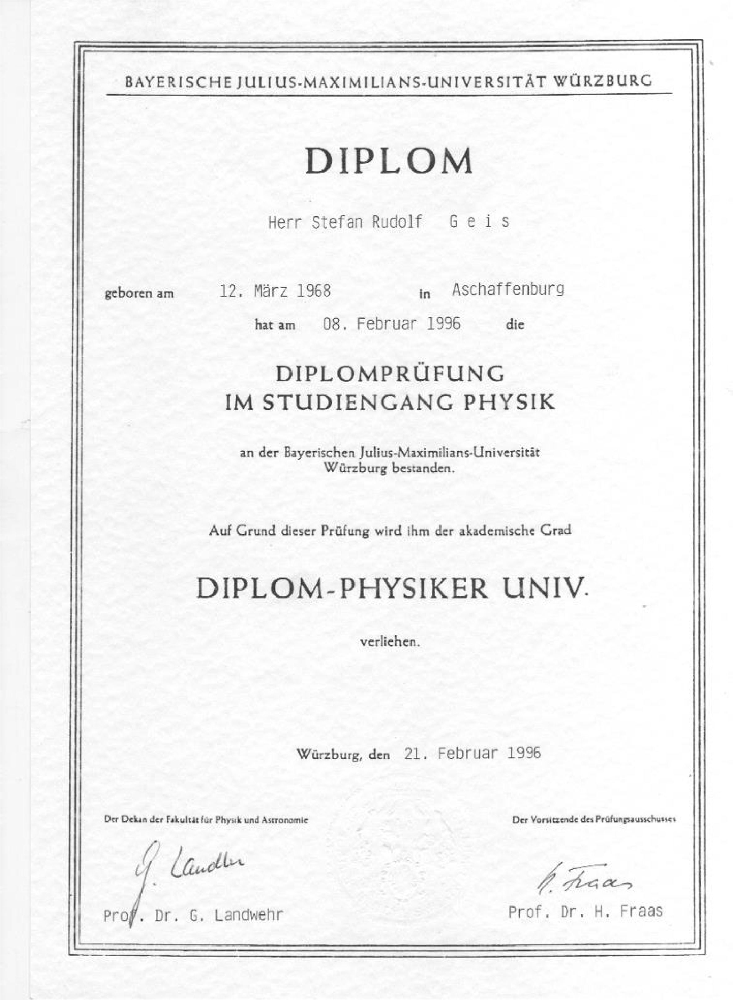 BAYERISCHE JULIUS-MAXIMILIANS-UNIVERSITÄT WÜRZBURG
DIPLOM
Herr Stefan Rudolf G e i s
geboren am 12. März 1968 in Aschaffenburg
hat am 08. Februar 1996 die
DIPLOMPRÜFUNG
IM STUDIENGANG PHYSIK
an der Bayerischen Julius-Maximilians-Universität
Würzburg bestanden.
Auf Grund dieser Prüfung wird ihm der akademische Grad
DIPLOM-PHYSIKER UNIV.
verliehen.
Würzburg, den 21. Februar 1996
Der Dekan der Fakultät für Physik und Astronomie
Der Vorsitzende des Prüfungsausschusses
G. Landwehr
H. Fraas
Prof. Dr. G. Landwehr
Prof. Dr. H. Fraas